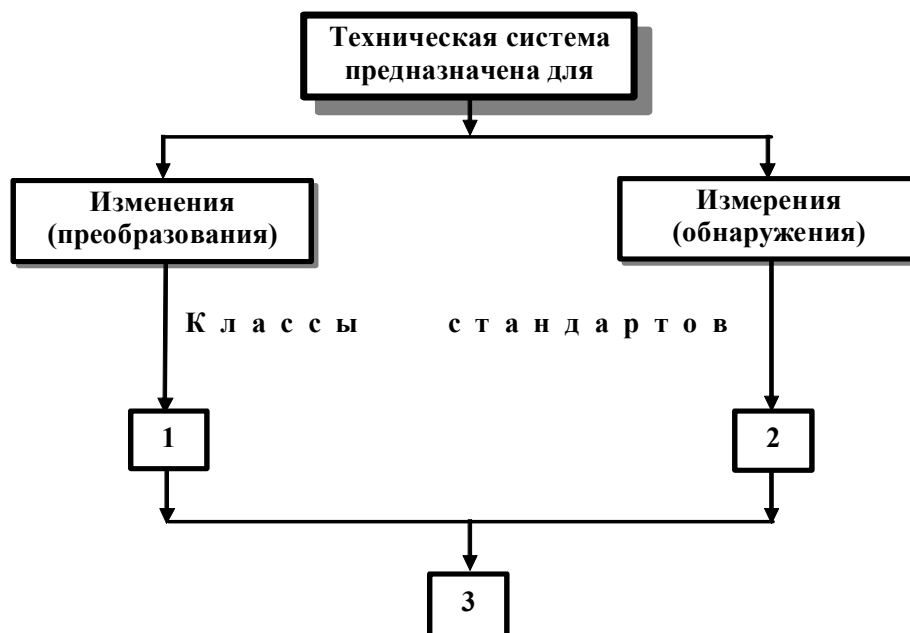 Техническая система
предназначена для
Изменения
(преобразования)
Измерения
(обнаружения)
Классы стандартов
1
2
3